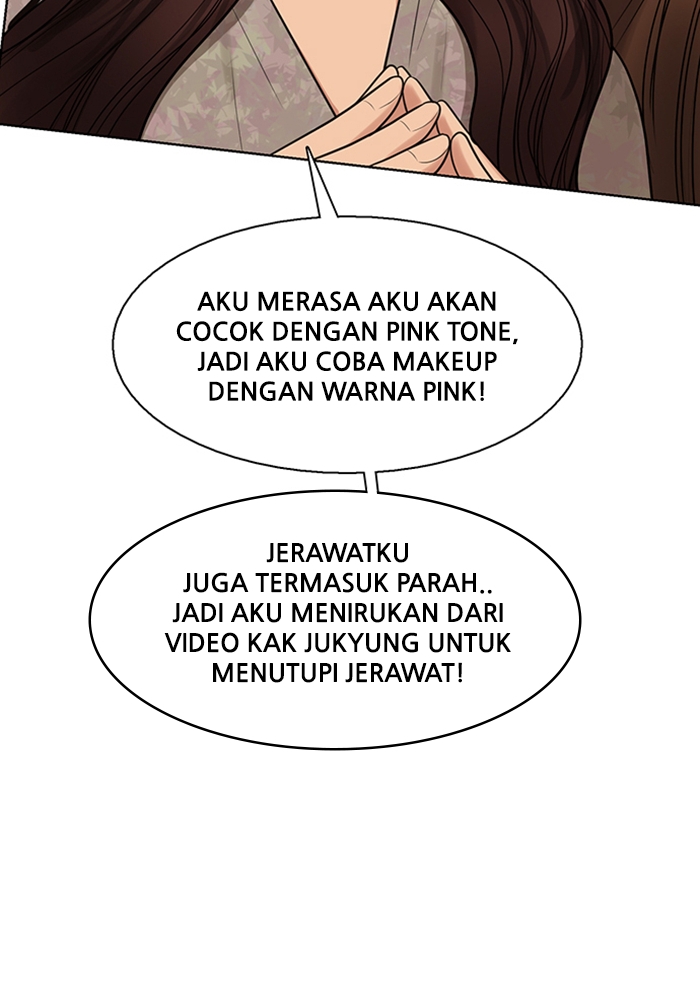 AKU MERASA AKU AKAN
COCOK DENGAN PINK TONE,
JADI AKU COBA MAKEUP
DENGAN WARNA PINK!
JERAWATKU
JUGA TERMASUK PARAH..
JADI AKU MENIRUKAN DARI
VIDEO KAK JUKYUNG UNTUK
MENUTUPI JERAWAT!